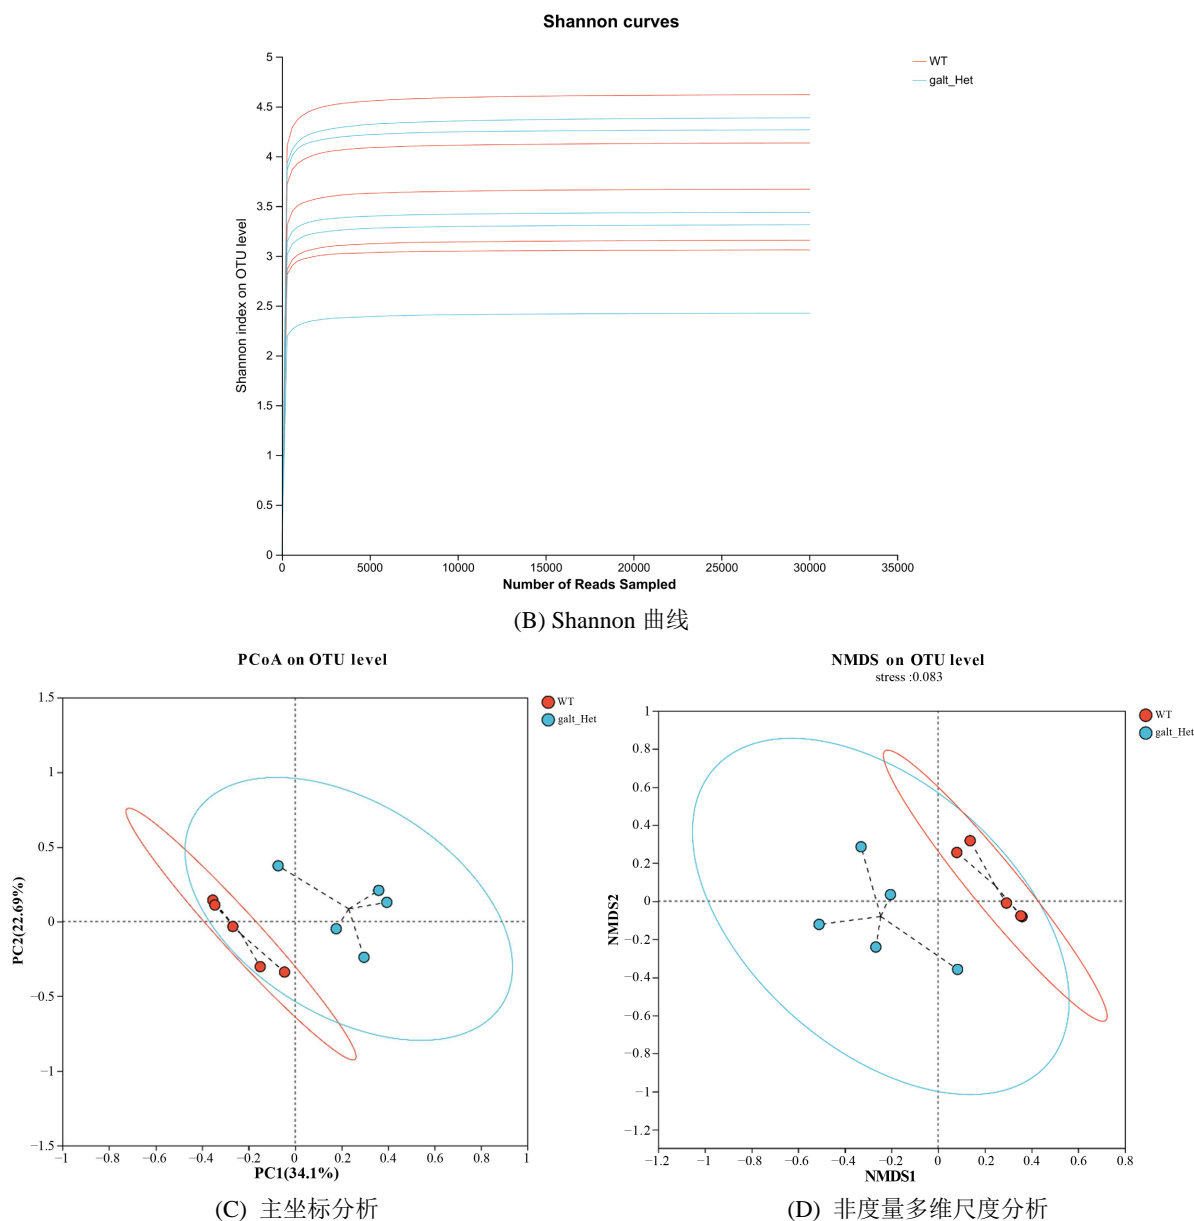 Shannon curves
WT
galt_Het
5
4.5
4
3.5
3
2.5
2
1.5
1
0.5
0
Shannon index on OTU level
0 5000 10000 15000 20000 25000 30000 35000
Number of Reads Sampled
(B) Shannon 曲线
PCoA on OTU level
WT
galt_Het
1.5
1
0.5
0
−0.5
−1
−1.5
PC2(22.69%)
−1 −0.8 −0.6 −0.4 −0.2 0 0.2 0.4 0.6 0.8 1
PC1(34.1%)
(C) 主坐标分析
NMDS on OTU level
stress :0.083
WT
galt_Het
1
0.8
0.6
0.4
0.2
0
−0.2
−0.4
−0.6
−0.8
−1
−1.2
NMDS2
−1.2 −1 −0.8 −0.6 −0.4 −0.2 0 0.2 0.4 0.6 0.8
NMDS1
(D) 非度量多维尺度分析